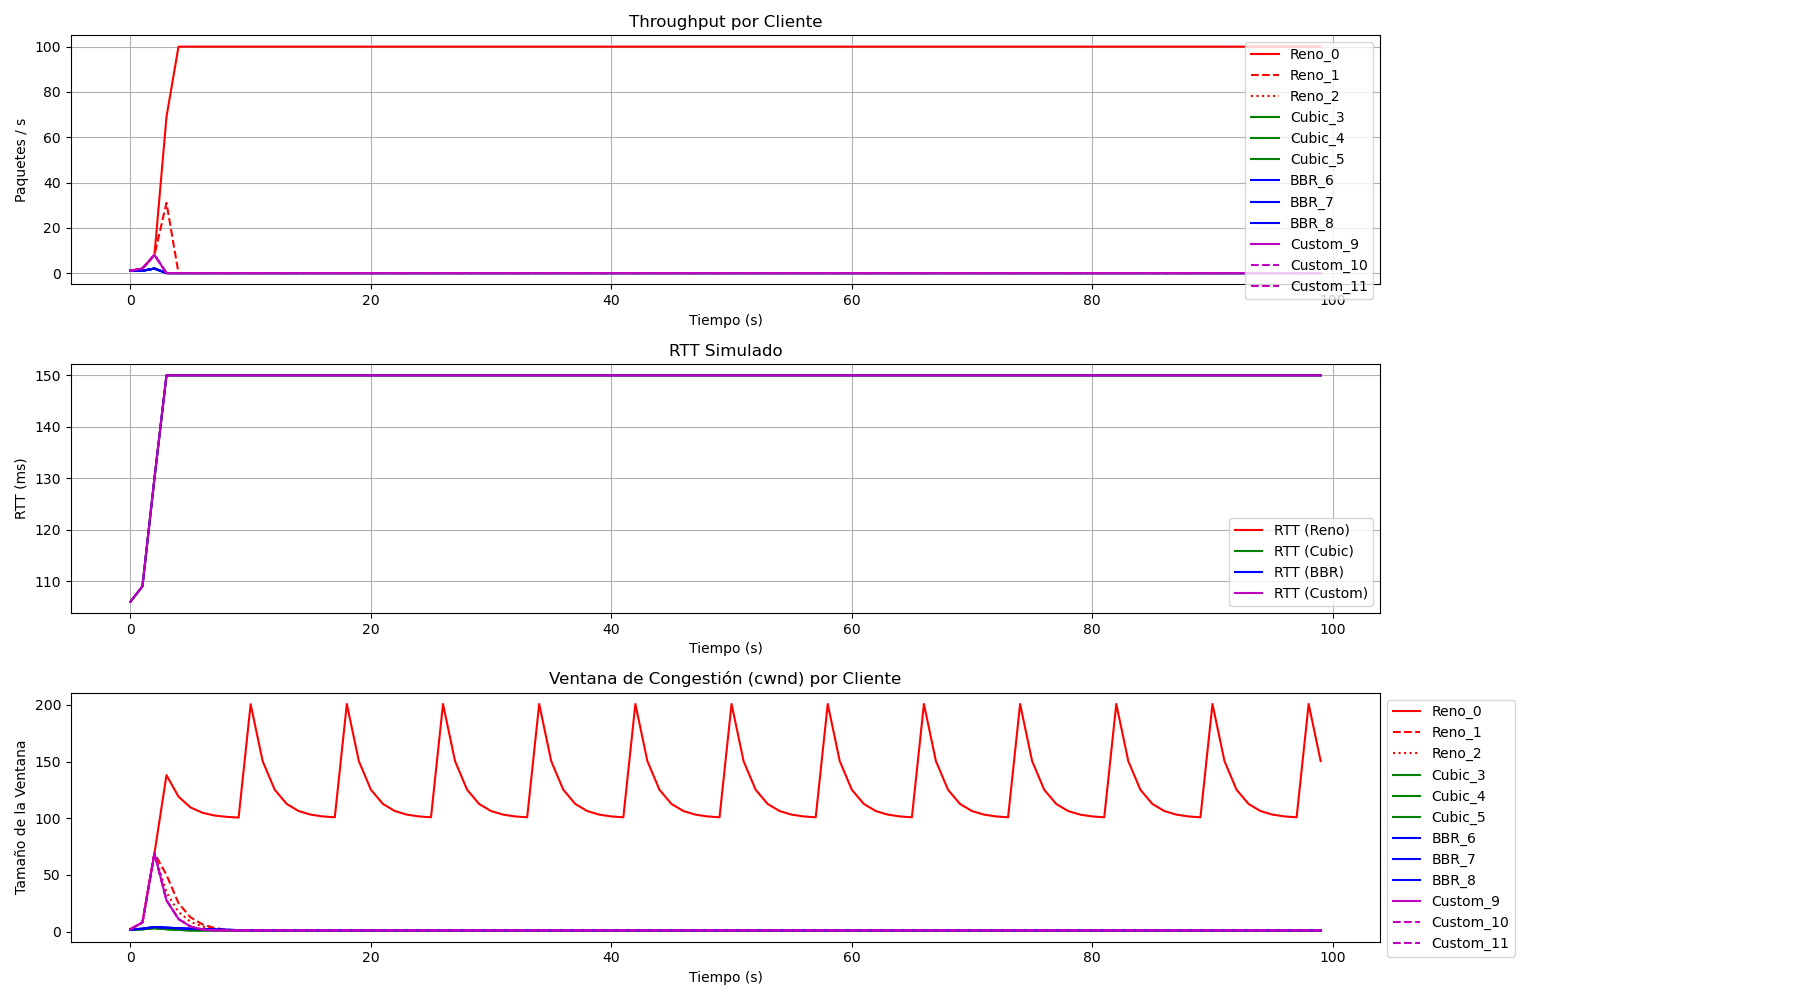 Throughput por Cliente
Paquetes / s
100
80
60
40
20
0
0
20
40
60
80
100
Tiempo (s)
Reno_0
Reno_1
Reno_2
Cubic_3
Cubic_4
Cubic_5
BBR_6
BBR_7
BBR_8
Custom_9
Custom_10
Custom_11
RTT Simulado
RTT (ms)
150
140
130
120
110
0
20
40
60
80
100
Tiempo (s)
RTT (Reno)
RTT (Cubic)
RTT (BBR)
RTT (Custom)
Ventana de Congestión (cwnd) por Cliente
Tamaño de la Ventana
200
150
100
50
0
0
20
40
60
80
100
Tiempo (s)
Reno_0
Reno_1
Reno_2
Cubic_3
Cubic_4
Cubic_5
BBR_6
BBR_7
BBR_8
Custom_9
Custom_10
Custom_11